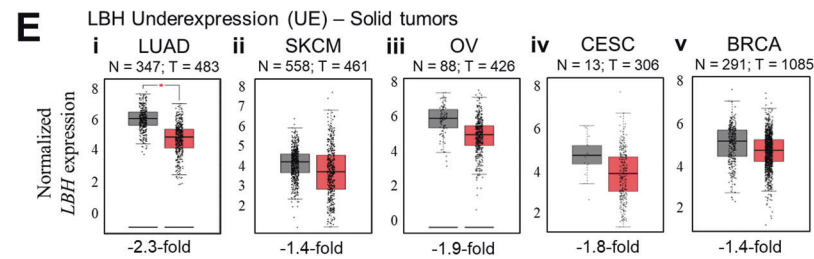 E
LBH Underexpression (UE) – Solid tumors
i LUAD
N = 347; T = 483
ii SKCM
N = 558; T = 461
iii OV
N = 88; T = 426
iv CESC
N = 13; T = 306
v BRCA
N = 291; T = 1085
Normalized
LBH expression
8
6
4
2
0
*
-2.3-fold
8
7
6
5
4
3
2
-1.4-fold
8
6
4
2
0
-1.9-fold
8
6
4
2
-1.8-fold
8
6
4
2
-1.4-fold